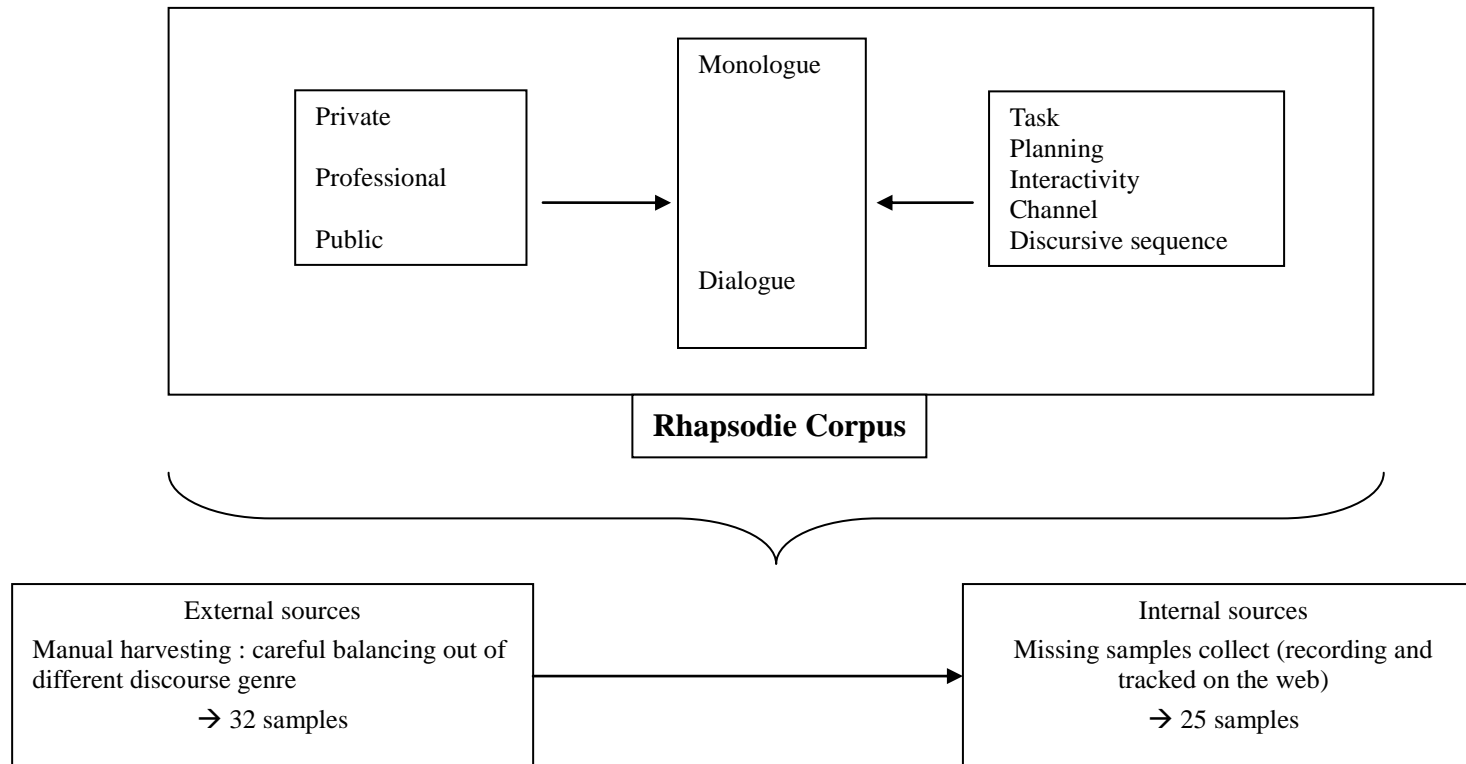 Monologue
Dialogue
Private
Professional
Public
Task
Planning
Interactivity
Channel
Discursive sequence
Rhapsodie Corpus
External sources
Manual harvesting : careful balancing out of
different discourse genre
→ 32 samples
Internal sources
Missing samples collect (recording and
tracked on the web)
→ 25 samples